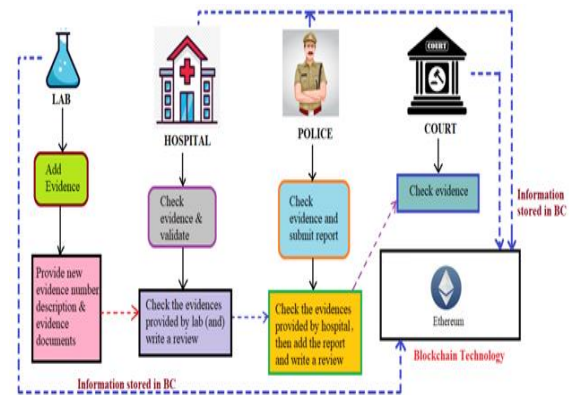 COURT
LAB
HOSPITAL
POLICE
COURT
Add
Evidence
Check
evidence &
validate
Check
evidence and
submit report
Check evidence
Information
stored in BC
Provide new
evidence number,
description &
evidence
documents
Check the evidences
provided by lab (and)
write a review
Check the evidences
provided by hospital,
then add the report
and write a review
Ethereum
Blockchain Technology
Information stored in BC